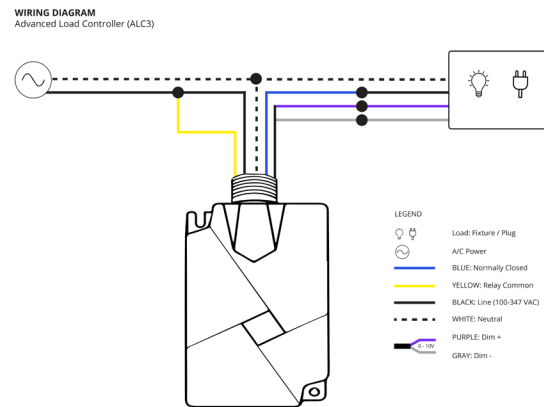 WIRING DIAGRAM
Advanced Load Controller (ALC3)
LEGEND
Load: Fixture / Plug
A/C Power
BLUE: Normally Closed
YELLOW: Relay Common
BLACK: Line (100-347 VAC)
WHITE: Neutral
PURPLE: Dim +
0 - 10V
GRAY: Dim -